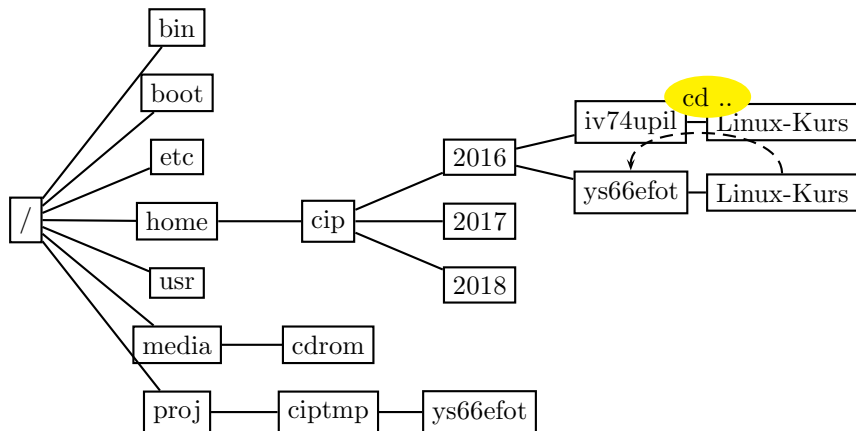 bin
boot
cd ..
iv74upil Linux-Kurs
etc
2016
ys66efot Linux-Kurs
/
home
cip
2017
usr
2018
media
cdrom
proj
ciptmp
ys66efot